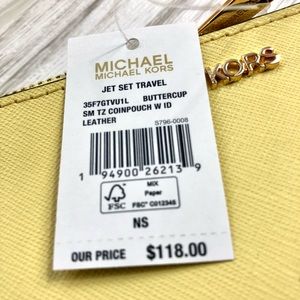 MICHAEL
MICHAEL KORS
JET SET TRAVEL
35F7GTVU1L BUTTERCUP
SM TZ COINPOUCH W ID
LEATHER
S796-0008
1 94900 26213 9
FSC
MIX
Paper
FSC® C012345
NS
OUR PRICE $118.00
KORS